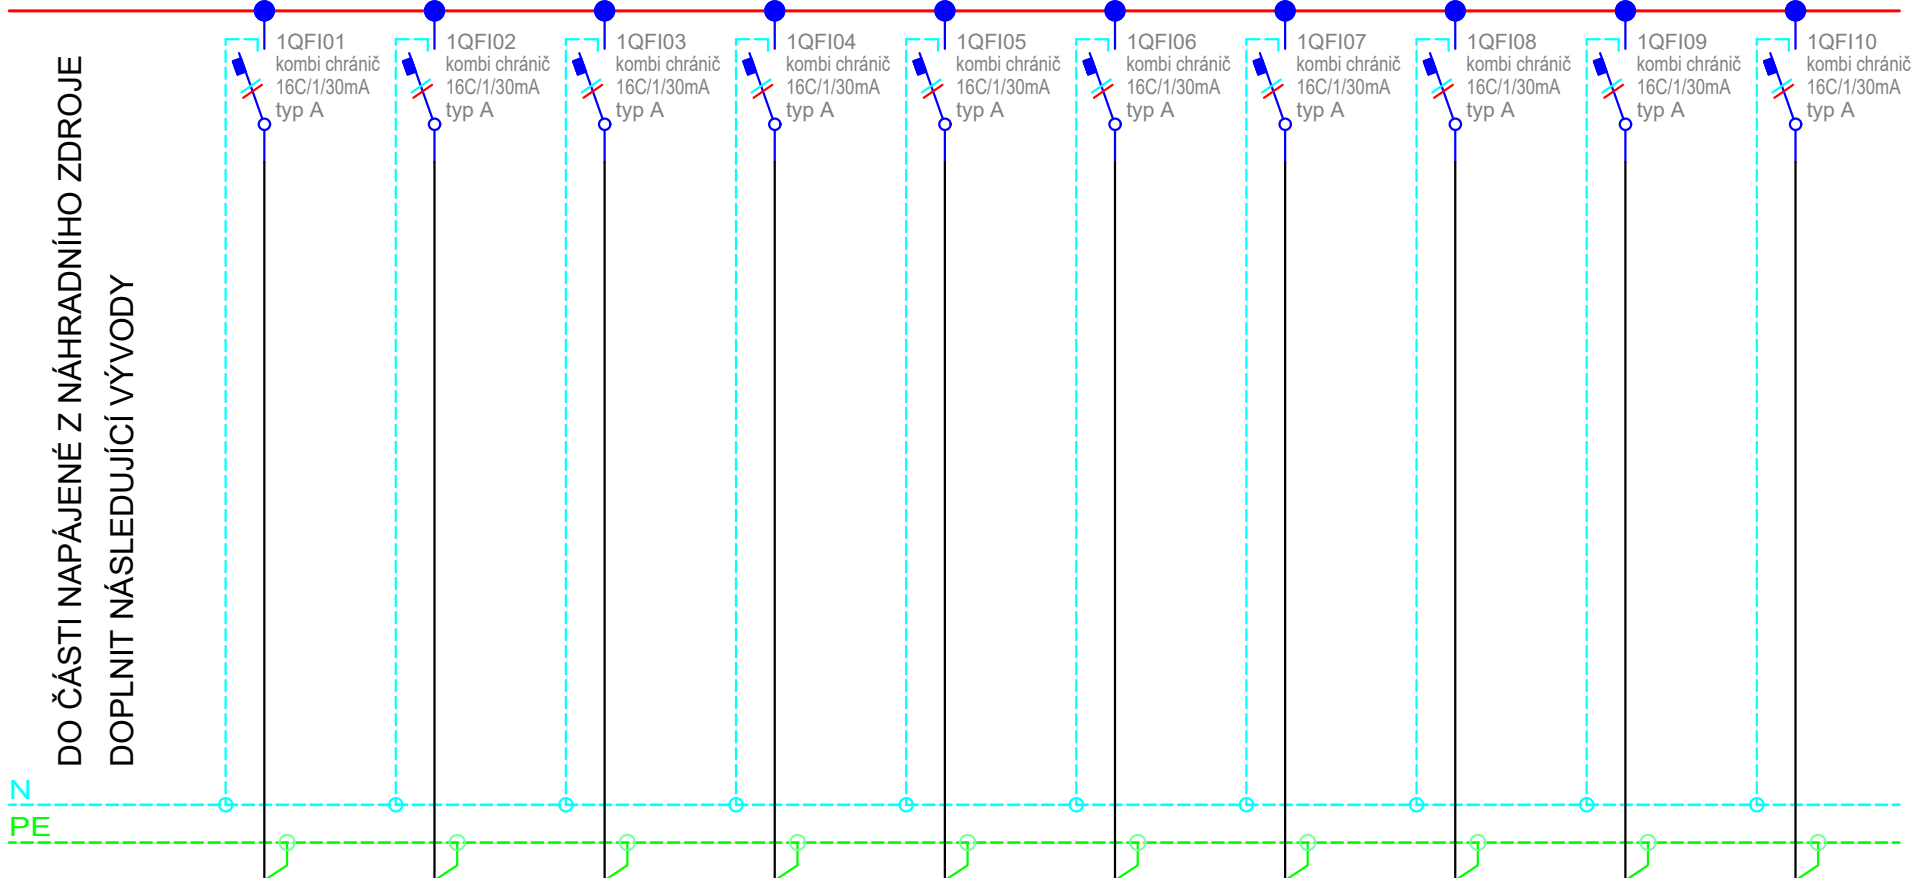 DO ČÁSTI NAPÁJENÉ Z NÁHRADNÍHO ZDROJE
DOPLNIT NÁSLEDUJÍCÍ VÝVODY
1QFI01
kombi chránič
16C/1/30mA
typ A
1QFI02
kombi chránič
16C/1/30mA
typ A
1QFI03
kombi chránič
16C/1/30mA
typ A
1QFI04
kombi chránič
16C/1/30mA
typ A
1QFI05
kombi chránič
16C/1/30mA
typ A
1QFI06
kombi chránič
16C/1/30mA
typ A
1QFI07
kombi chránič
16C/1/30mA
typ A
1QFI08
kombi chránič
16C/1/30mA
typ A
1QFI09
kombi chránič
16C/1/30mA
typ A
1QFI10
kombi chránič
16C/1/30mA
typ A
N
PE